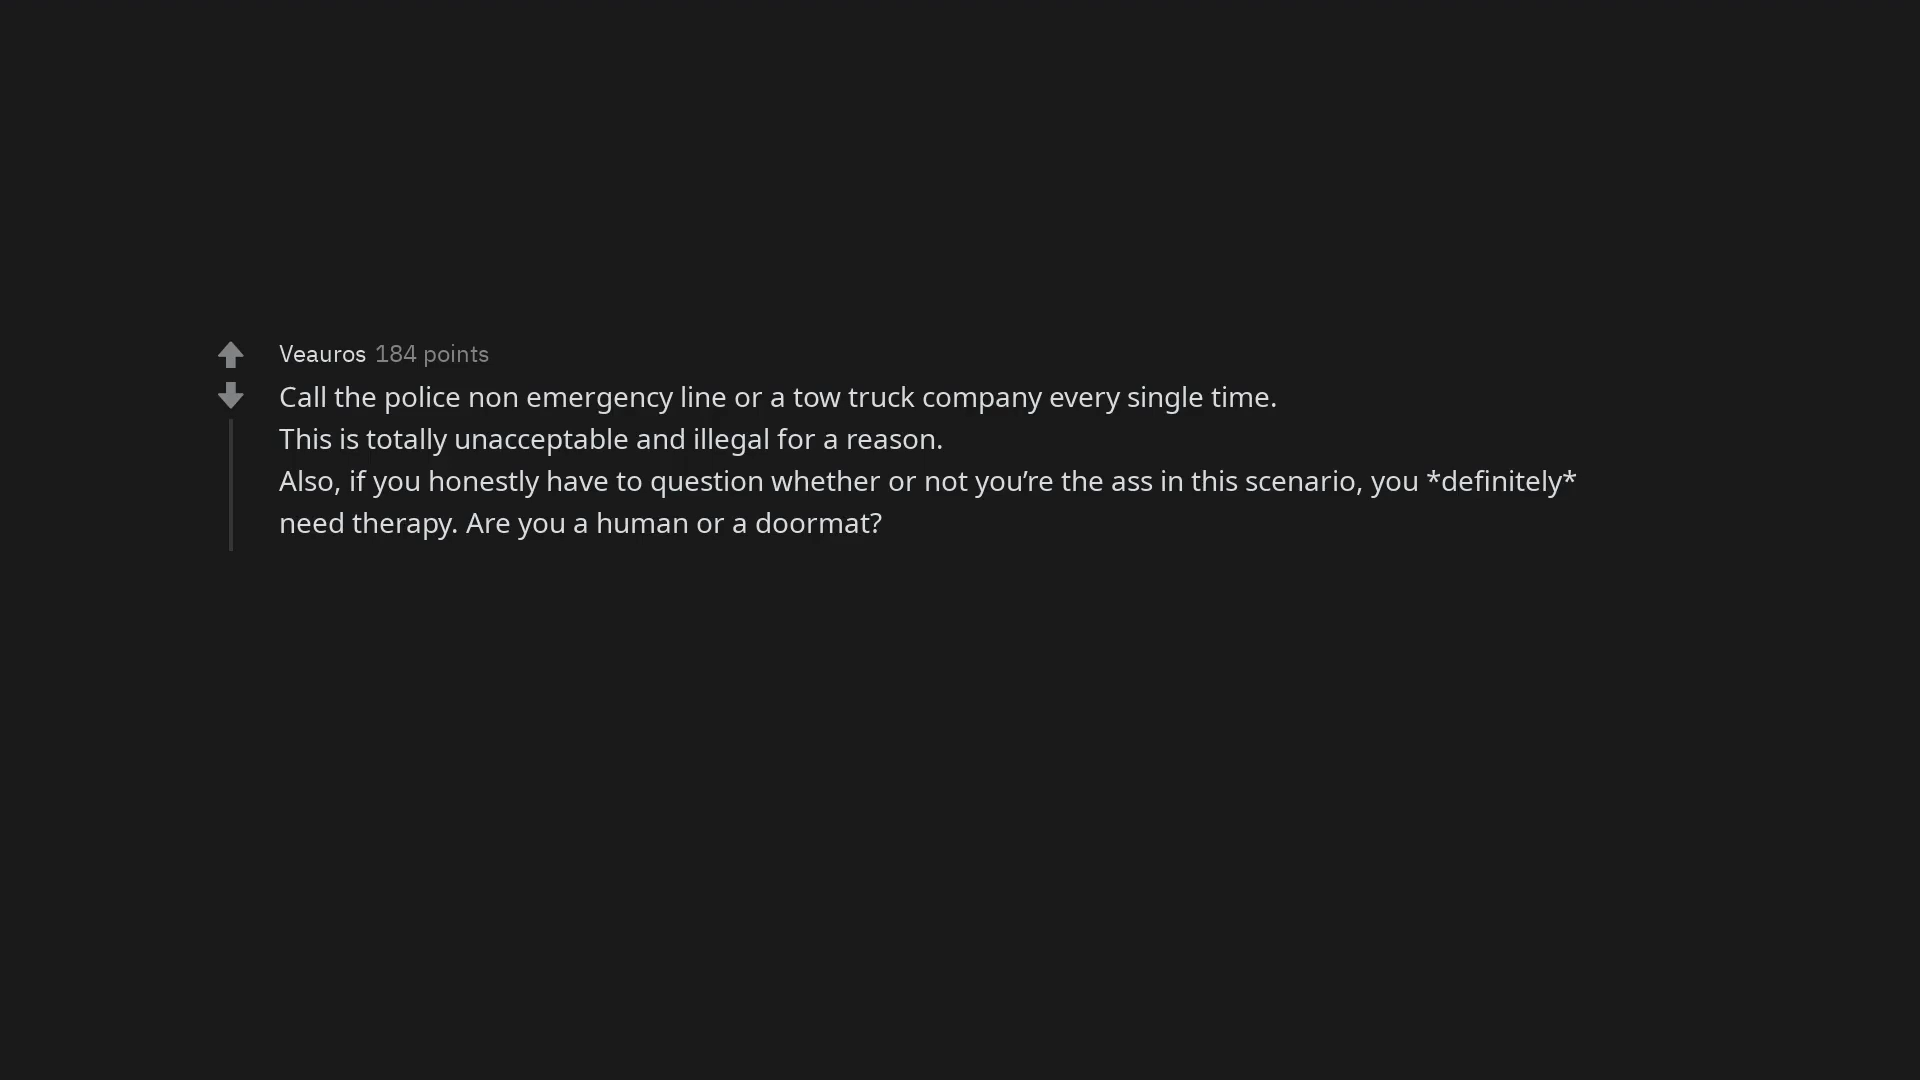 Veauros 184 points
Call the police non emergency line or a tow truck company every single time.
This is totally unacceptable and illegal for a reason.
Also, if you honestly have to question whether or not you’re the ass in this scenario, you *definitely*
need therapy. Are you a human or a doormat?